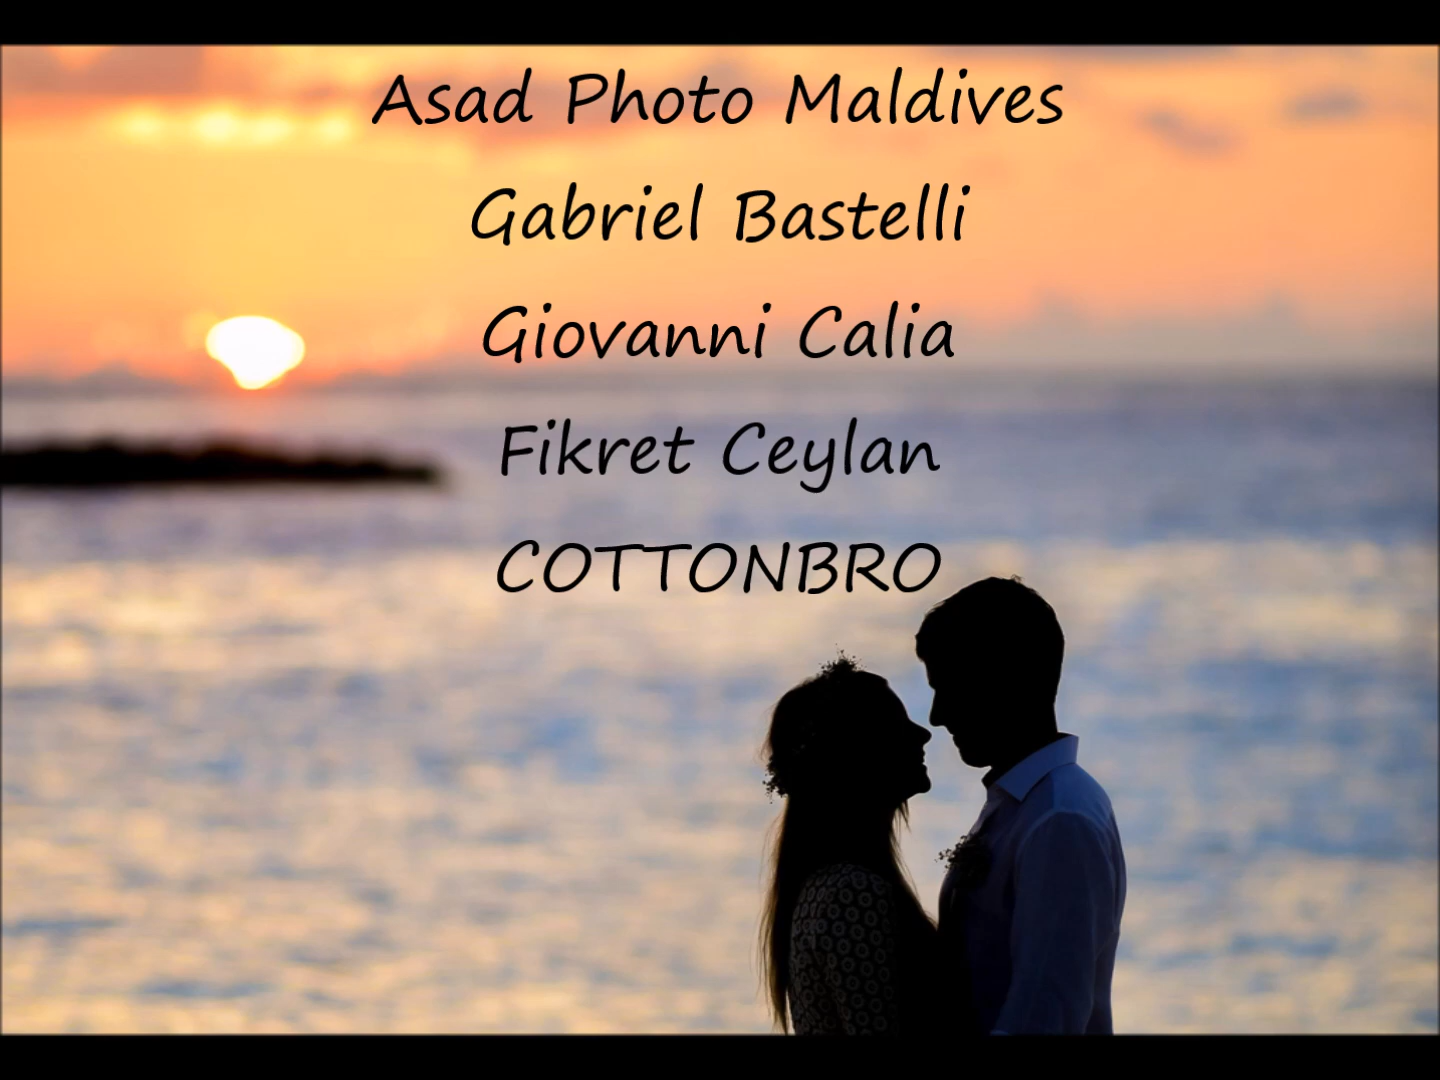 Asad Photo Maldives
Gabriel Bastelli
Giovanni Calia
Fikret Ceylan
COTTONBRO